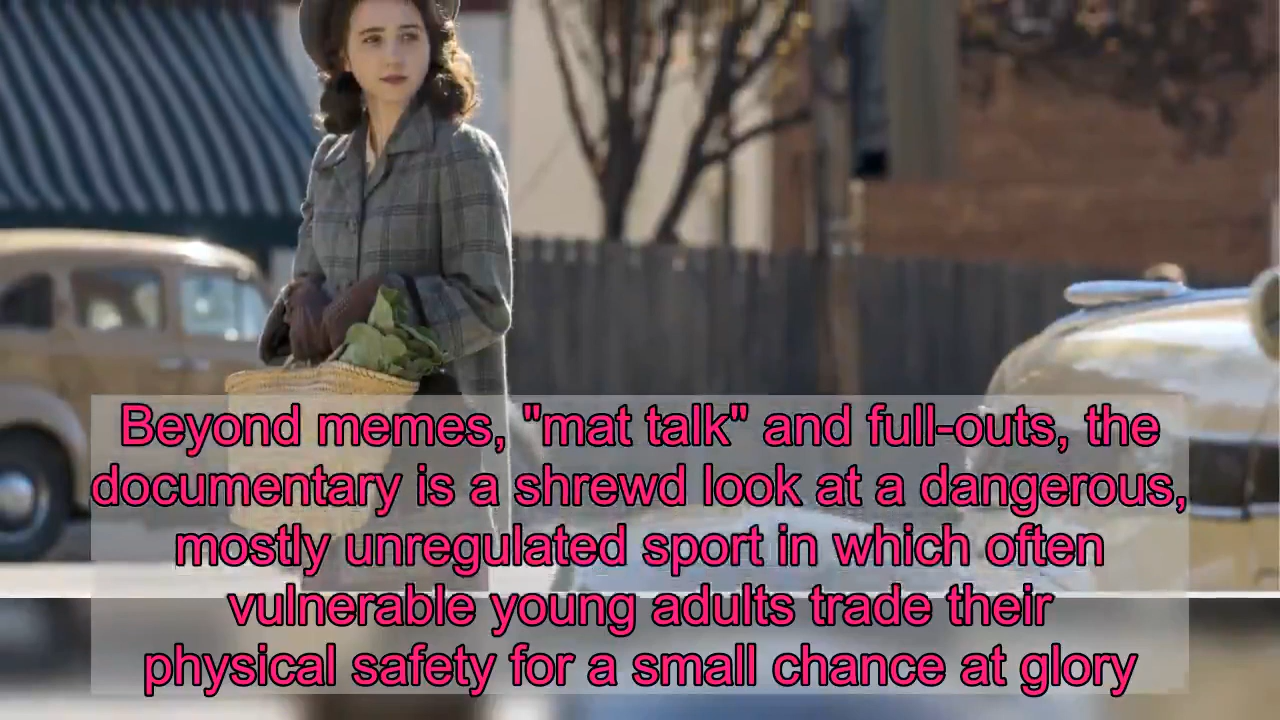 Beyond memes, "mat talk" and full-outs, the
documentary is a shrewd look at a dangerous,
mostly unregulated sport in which often
vulnerable young adults trade their
physical safety for a small chance at glory